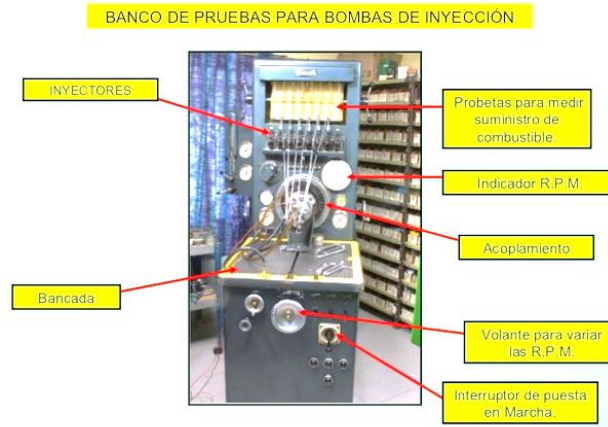 BANCO DE PRUEBAS PARA BOMBAS DE INYECCIÓN
INYECTORES
Probetas para medir
suministro de
combustible.
Indicador R.P.M.
Acoplamiento
Bancada
Volante para variar
las R.P.M.
Interruptor de puesta
en Marcha.